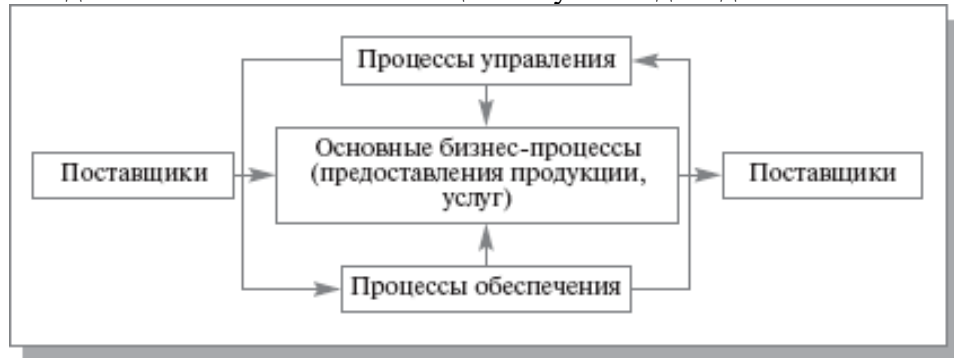 Процессы управления
Поставщики
Основные бизнес-процессы
(предоставления продукции,
услуг)
Поставщики
Процессы обеспечения